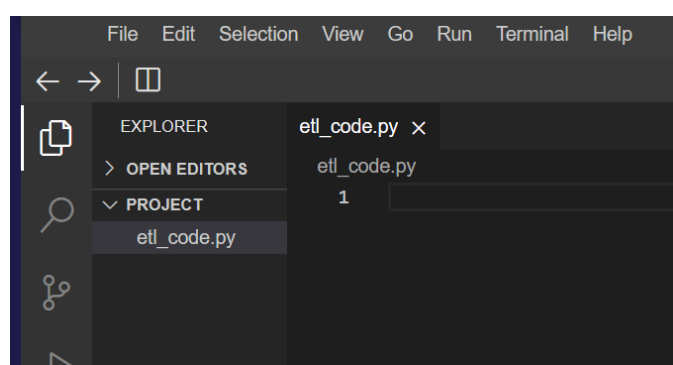 File Edit Selection View Go Run Terminal Help
EXPLORER
OPEN EDITORS
PROJECT
etl_code.py
etl_code.py
etl_code.py
1